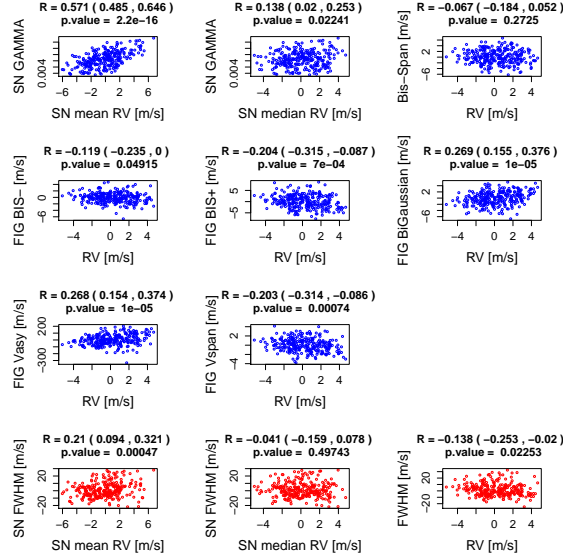 R = 0.571 ( 0.485 , 0.646 )
p.value = 2.2e−16
SN GAMMA
0.004
−6 −2 2 6
SN mean RV [m/s]
R = 0.138 ( 0.02 , 0.253 )
p.value = 0.02241
SN GAMMA
0.004
−4 0 2 4
SN median RV [m/s]
R = −0.067 ( −0.184 , 0.052 )
p.value = 0.2725
Bis−Span [m/s]
−6 −2 2
−4 0 2 4
RV [m/s]
R = −0.119 ( −0.235 , 0 )
p.value = 0.04915
FIG BIS− [m/s]
−6 0
−4 0 2 4
RV [m/s]
R = −0.204 ( −0.315 , −0.087 )
p.value = 7e−04
FIG BIS+ [m/s]
−5 0 5
−4 0 2 4
RV [m/s]
R = 0.269 ( 0.155 , 0.376 )
p.value = 1e−05
FIG BiGaussian [m/s]
−6 −2 2
−4 0 2 4
RV [m/s]
R = 0.268 ( 0.154 , 0.374 )
p.value = 1e−05
FIG Vasy [m/s]
−300 200
−4 0 2 4
RV [m/s]
R = −0.203 ( −0.314 , −0.086 )
p.value = 0.00074
FIG Vspan [m/s]
−4 0 4
−4 0 2 4
RV [m/s]
R = 0.21 ( 0.094 , 0.321 )
p.value = 0.00047
SN FWHM [m/s]
−20 20
−6 −2 2 6
SN mean RV [m/s]
R = −0.041 ( −0.159 , 0.078 )
p.value = 0.49743
SN FWHM [m/s]
−20 20
−4 0 2 4
SN median RV [m/s]
R = −0.138 ( −0.253 , −0.02 )
p.value = 0.02253
FWHM [m/s]
−20 20
−4 0 2 4
RV [m/s]